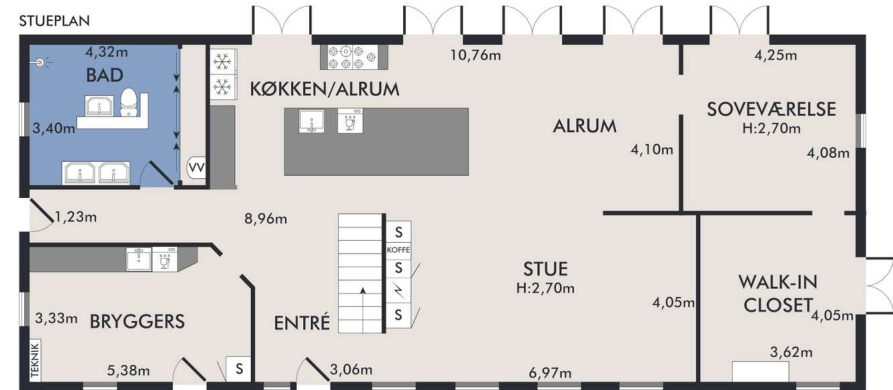 STUEPLAN
4,32m
BAD
3,40m
VV
KØKKEN/ALRUM
10,76m
ALRUM
4,10m
4,25m
SOVEVÆRELSE
H:2,70m
4,08m
1,23m
8,96m
S
KOFFE
S
S
STUE
H:2,70m
4,05m
WALK-IN
CLOSET
4,05m
3,62m
3,33m
BRYGGERS
TEKNIK
5,38m
S
ENTRÉ
3,06m
6,97m